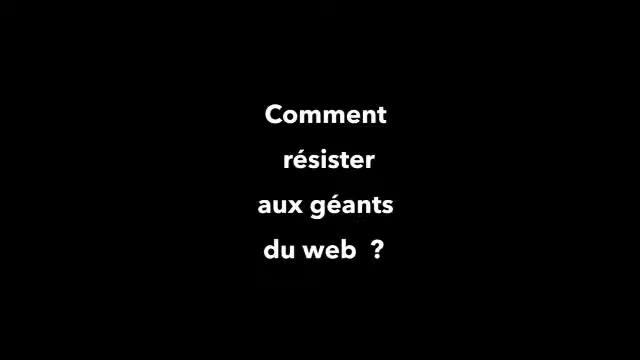 Comment
résister
aux géants
du web ?